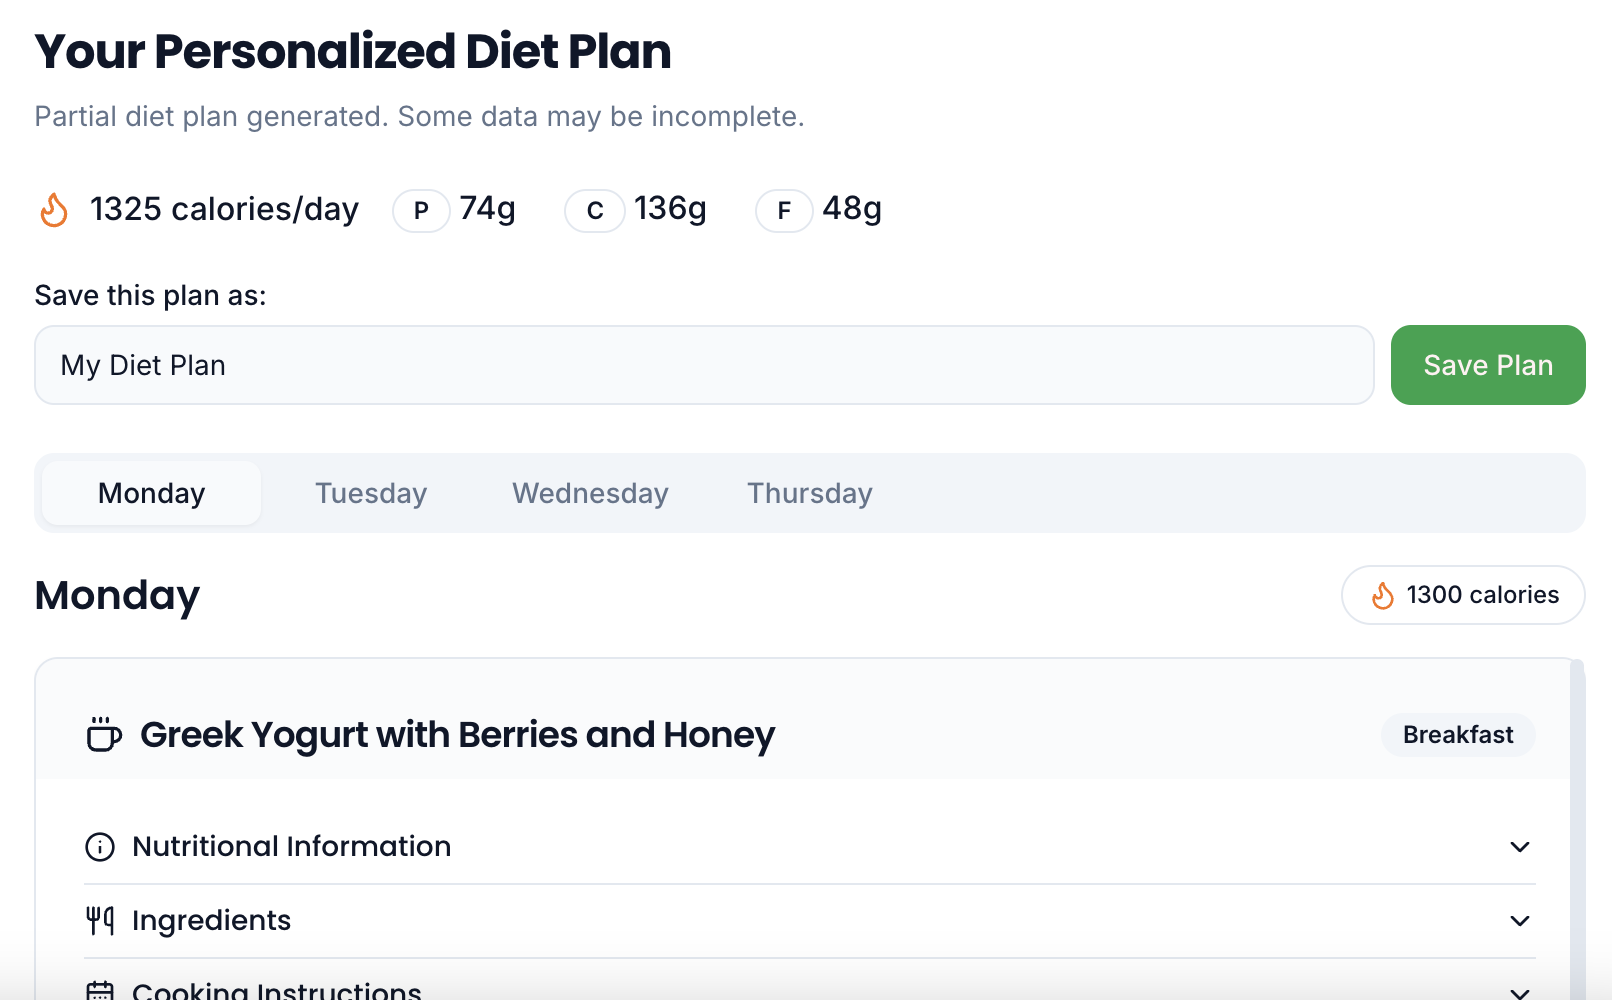 Your Personalized Diet Plan
Partial diet plan generated. Some data may be incomplete.
1325 calories/day P 74g C 136g F 48g
Save this plan as:
My Diet Plan Save Plan
Monday Tuesday Wednesday Thursday
Monday 1300 calories
Greek Yogurt with Berries and Honey Breakfast
Nutritional Information
Ingredients
Cooking Instructions